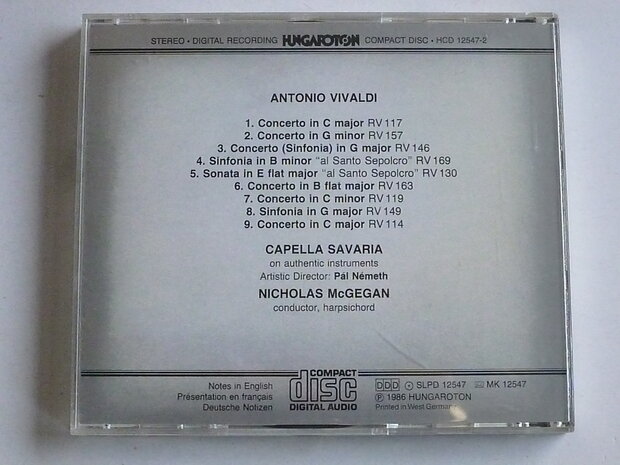 STEREO • DIGITAL RECORDING HUNGAROTON COMPACT DISC • HCD 12547-2
ANTONIO VIVALDI
1. Concerto in C major RV 117
2. Concerto in G minor RV 157
3. Concerto (Sinfonia) in G major RV 146
4. Sinfonia in B minor "al Santo Sepolcro" RV 169
5. Sonata in E flat major "al Santo Sepolcro" RV 130
6. Concerto in B flat major RV 163
7. Concerto in C minor RV 119
8. Sinfonia in G major RV 149
9. Concerto in C major RV 114
CAPELLA SAVARIA
on authentic instruments
Artistic Director: Pál Németh
NICHOLAS McGEGAN
conductor, harpsichord
Notes in English
Présentation en français
Deutsche Notizen
COMPACT
disc
DIGITAL AUDIO
DDD SLPD 12547 MK 12547
Ⓟ 1986 HUNGAROTON
Printed in West Germany